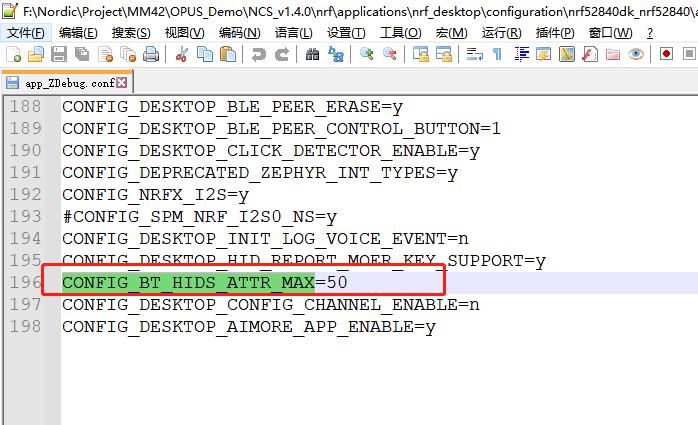 F:\Nordic\Project\MM42\OPUS_Demo\NCS_v1.4.0\nrf\applications\nrf_desktop\configuration\nrf52840dk_nrf52840\
文件(F) 编辑(E) 搜索(S) 视图(V) 编码(N) 语言(L) 设置(T) 工具(O) 宏(M) 运行(R) 插件(P) 窗口(W) ?
app_ZDebug.conf
188 CONFIG_DESKTOP_BLE_PEER_ERASE=y
189 CONFIG_DESKTOP_BLE_PEER_CONTROL_BUTTON=1
190 CONFIG_DESKTOP_CLICK_DETECTOR_ENABLE=y
191 CONFIG_DEPRECATED_ZEPHYR_INT_TYPES=y
192 CONFIG_NRFX_I2S=y
193 #CONFIG_SPM_NRF_I2S0_NS=y
194 CONFIG_DESKTOP_INIT_LOG_VOICE_EVENT=n
195 CONFIG_DESKTOP_HID_REPORT_MOER_KEY_SUPPORT=y
196 CONFIG_BT_HIDS_ATTR_MAX=50
197 CONFIG_DESKTOP_CONFIG_CHANNEL_ENABLE=n
198 CONFIG_DESKTOP_AIMORE_APP_ENABLE=y